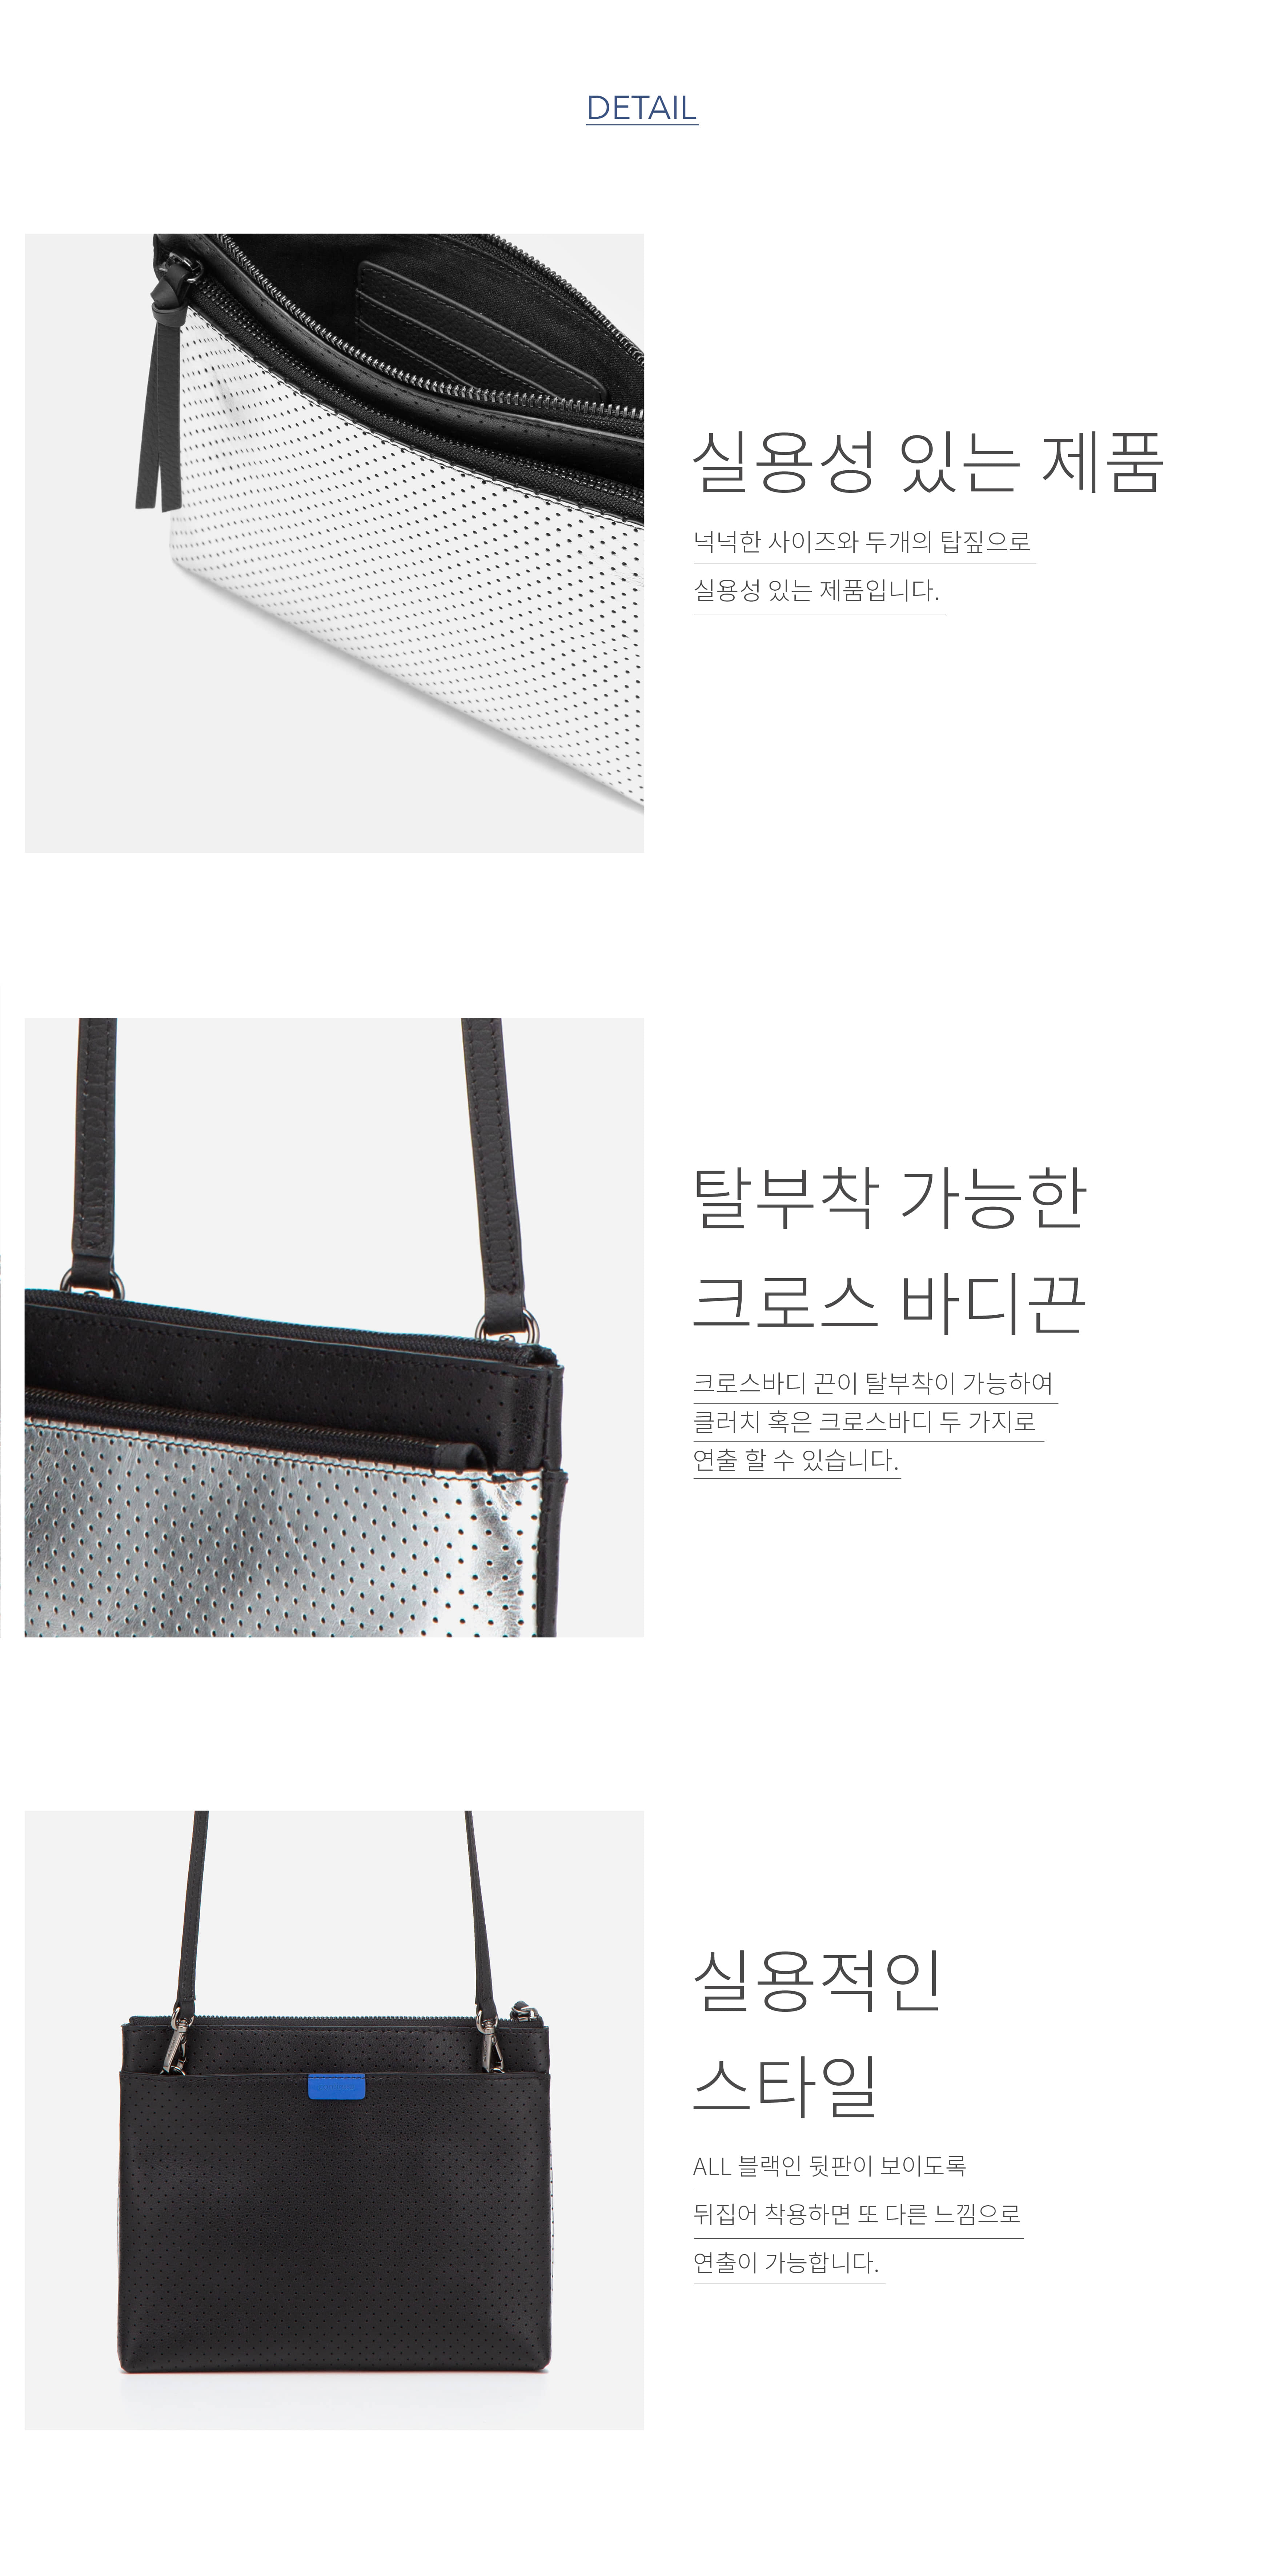 DETAIL
실용성 있는 제품
넉넉한 사이즈와 두개의 탑짚으로
실용성 있는 제품입니다.
탈부착 가능한
크로스 바디끈
크로스바디 끈이 탈부착이 가능하여
클러치 혹은 크로스바디 두 가지로
연출 할 수 있습니다.
실용적인
스타일
ALL 블랙인 뒷판이 보이도록
뒤집어 착용하면 또 다른 느낌으로
연출이 가능합니다.